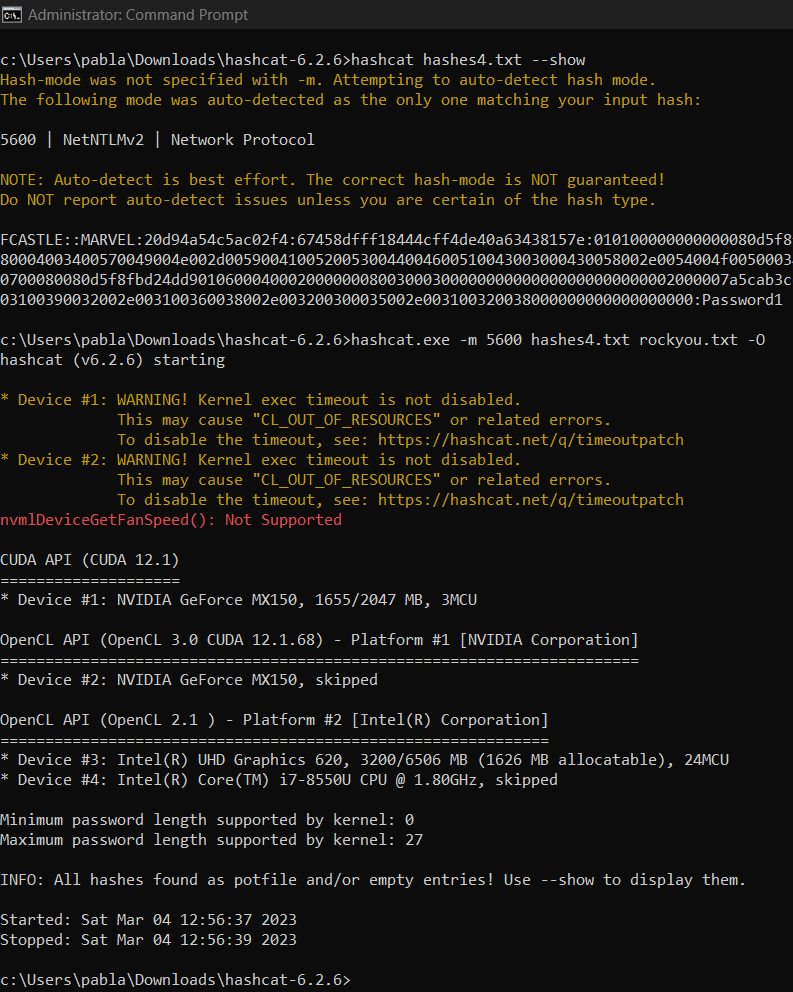 Administrator: Command Prompt
c:\Users\pabla\Downloads\hashcat-6.2.6>hashcat hashes4.txt --show
Hash-mode was not specified with -m. Attempting to auto-detect hash mode.
The following mode was auto-detected as the only one matching your input hash:
5600 | NetNTLMv2 | Network Protocol
NOTE: Auto-detect is best effort. The correct hash-mode is NOT guaranteed!
Do NOT report auto-detect issues unless you are certain of the hash type.
FCASTLE::MARVEL:20d94a54c5ac02f4:67458dfff18444cff4de40a63438157e:010100000000000080d5f8
80004003400570049004e002d0059004100520053004400460051004300300043005800​2e0054004f00500034
0700080080d5f8fbd24dd901060004000200000008003000300000000000000000000000002000007a5cab3c
03100390032002e003100360038002e003200300035002e003100320038000000000000000000:Password1
c:\Users\pabla\Downloads\hashcat-6.2.6>hashcat.exe -m 5600 hashes4.txt rockyou.txt -O
hashcat (v6.2.6) starting
* Device #1: WARNING! Kernel exec timeout is not disabled.
This may cause "CL_OUT_OF_RESOURCES" or related errors.
To disable the timeout, see: https://hashcat.net/q/timeoutpatch
* Device #2: WARNING! Kernel exec timeout is not disabled.
This may cause "CL_OUT_OF_RESOURCES" or related errors.
To disable the timeout, see: https://hashcat.net/q/timeoutpatch
nvmlDeviceGetFanSpeed(): Not Supported
CUDA API (CUDA 12.1)
====================
* Device #1: NVIDIA GeForce MX150, 1655/2047 MB, 3MCU
OpenCL API (OpenCL 3.0 CUDA 12.1.68) - Platform #1 [NVIDIA Corporation]
=======================================================================
* Device #2: NVIDIA GeForce MX150, skipped
OpenCL API (OpenCL 2.1 ) - Platform #2 [Intel(R) Corporation]
=============================================================
* Device #3: Intel(R) UHD Graphics 620, 3200/6506 MB (1626 MB allocatable), 24MCU
* Device #4: Intel(R) Core(TM) i7-8550U CPU @ 1.80GHz, skipped
Minimum password length supported by kernel: 0
Maximum password length supported by kernel: 27
INFO: All hashes found as potfile and/or empty entries! Use --show to display them.
Started: Sat Mar 04 12:56:37 2023
Stopped: Sat Mar 04 12:56:39 2023
c:\Users\pabla\Downloads\hashcat-6.2.6>